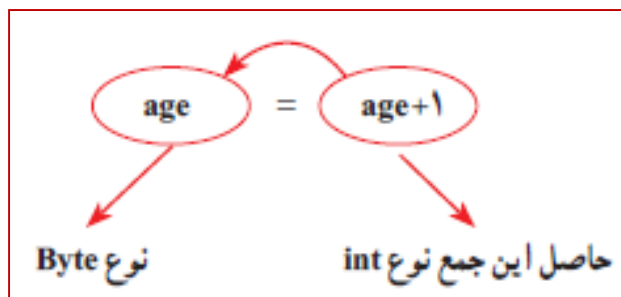 age = age+۱
نوع Byte
حاصل این جمع نوع int